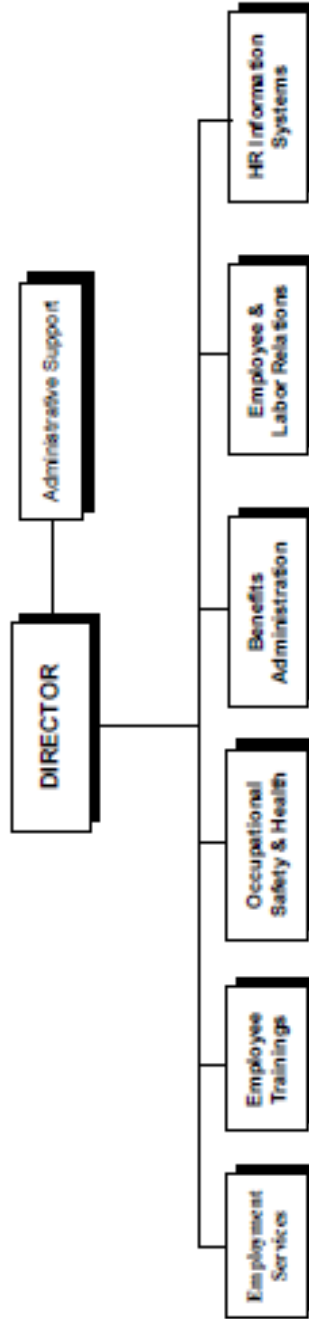 DIRECTOR
Administrative Support
Employment
Services
Employee
Trainings
Occupational
Safety & Health
Benefits
Administration
Employee &
Labor Relations
HR Information
Systems